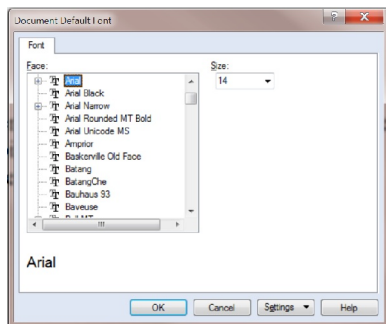 Document Default Font
Font
Face:
Size:
Arial
14
Arial Black
Arial Narrow
Arial Rounded MT Bold
Arial Unicode MS
Amprior
Baskerville Old Face
Batang
BatangChe
Bauhaus 93
Baveuse
Arial
OK
Cancel
Settings
Help